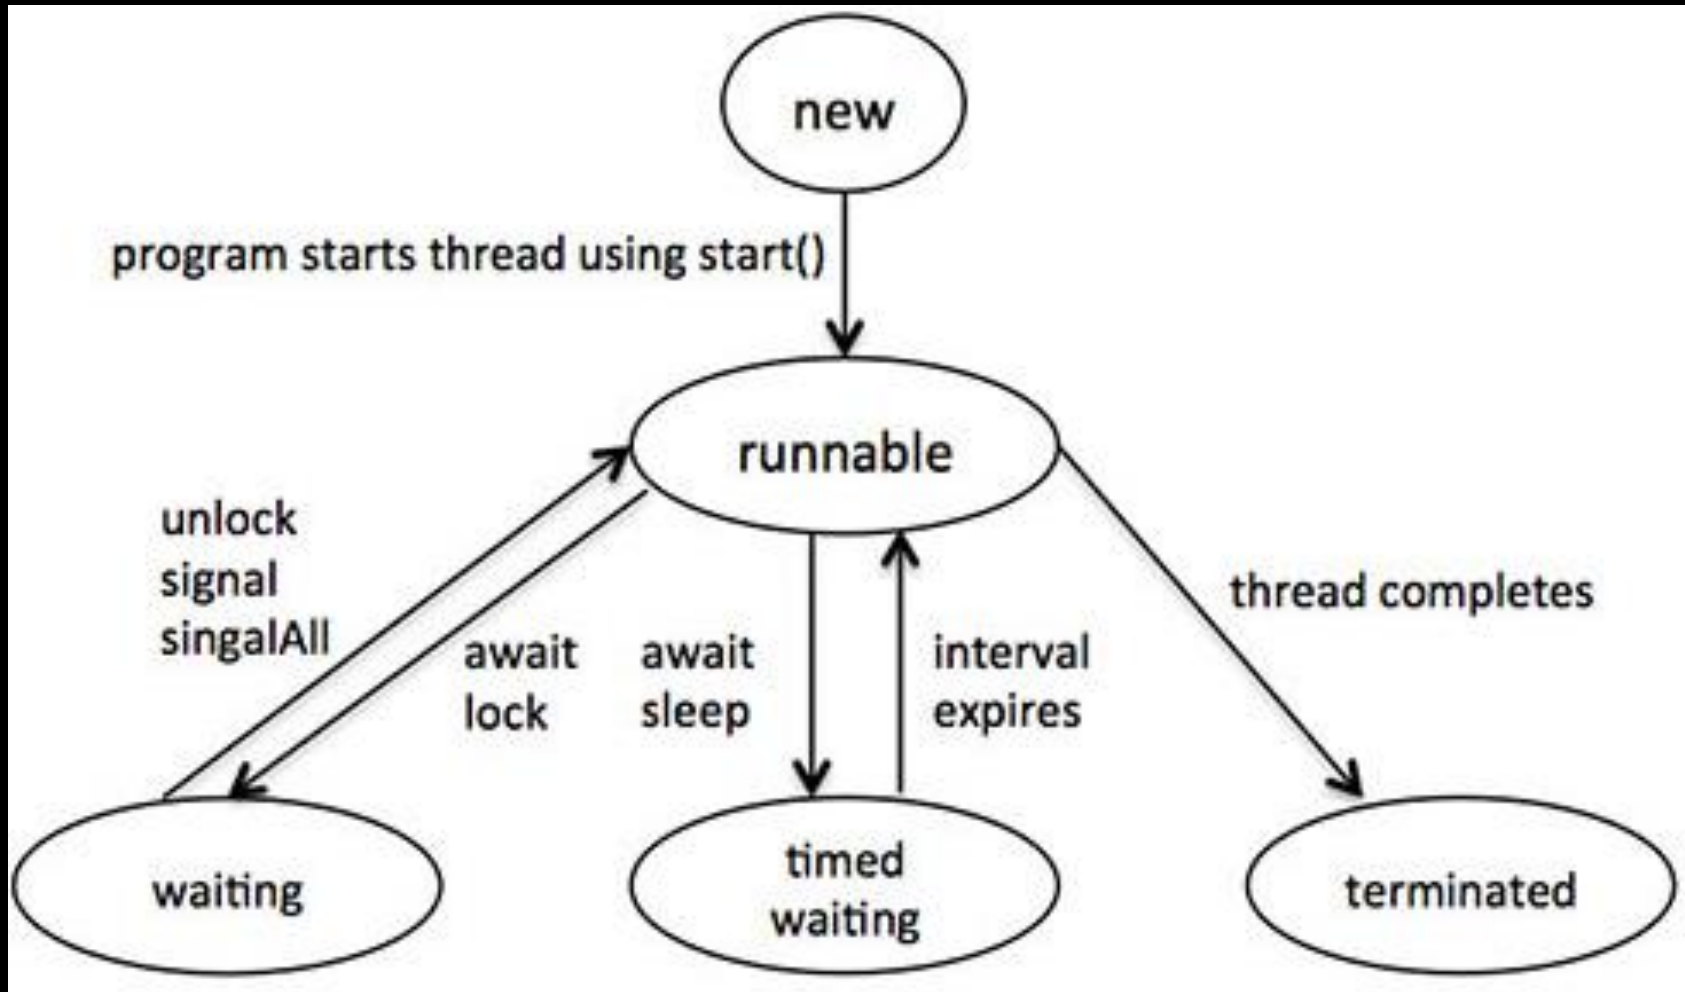 new
program starts thread using start()
runnable
unlock
signal
singalAll
await
lock
await
sleep
interval
expires
thread completes
waiting
timed
waiting
terminated